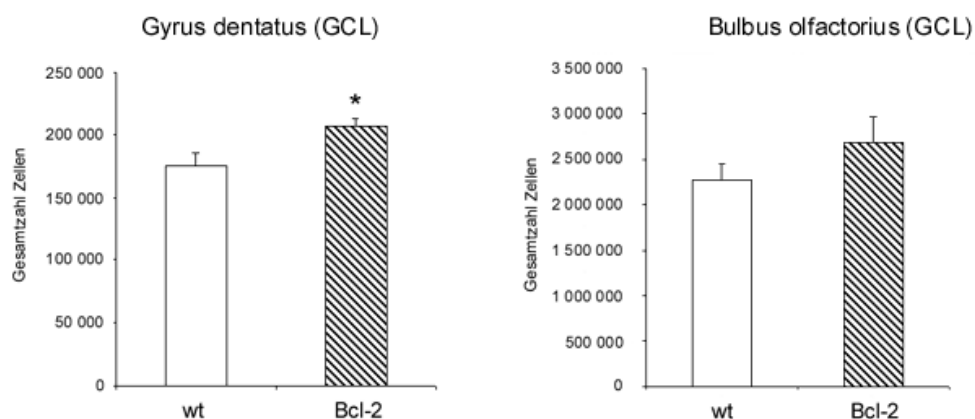 Gyrus dentatus (GCL)
Gesamtzahl Zellen
250 000
200 000
150 000
100 000
50 000
0
*
wt
Bcl-2
Bulbus olfactorius (GCL)
Gesamtzahl Zellen
3 500 000
3 000 000
2 500 000
2 000 000
1 500 000
1 000 000
500 000
0
wt
Bcl-2